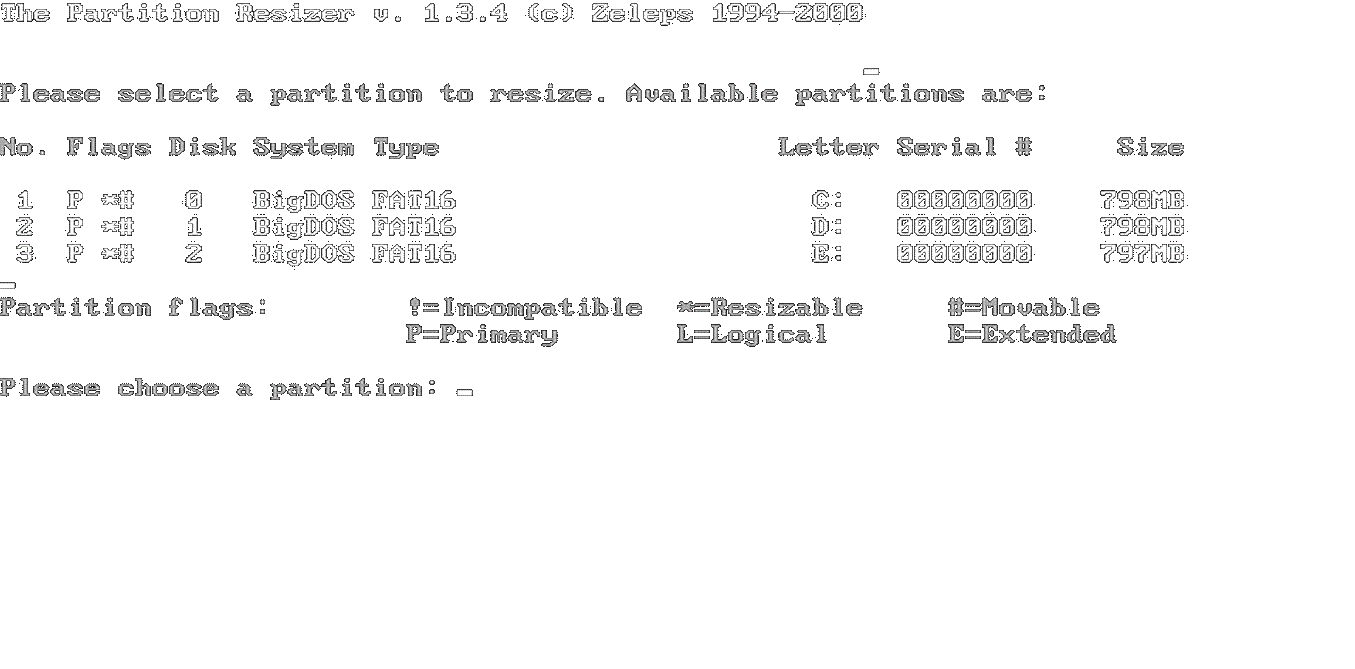 The Partition Resizer v. 1.3.4 (c) Zeleps 1994-2000
Please select a partition to resize. Available partitions are:
No. Flags Disk System Type Letter Serial # Size
1 P *# 0 BigDOS FAT16 C: 00000000 798MB
2 P *# 1 BigDOS FAT16 D: 00000000 798MB
3 P *# 2 BigDOS FAT16 E: 00000000 797MB
Partition flags: !=Incompatible *=Resizable #=Movable
P=Primary L=Logical E=Extended
Please choose a partition: _